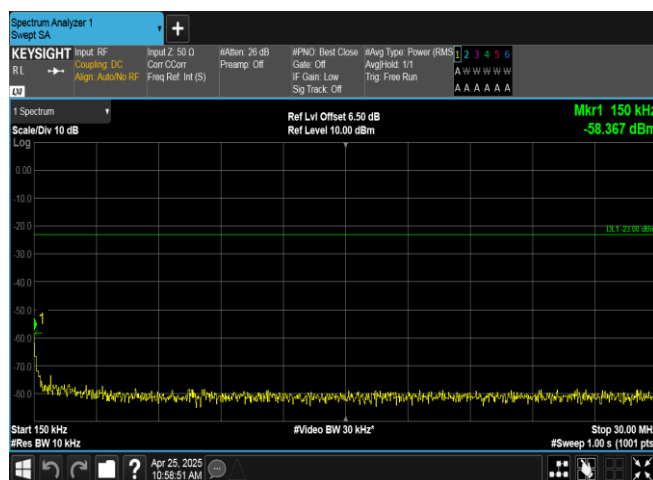 Spectrum Analyzer 1
Swept SA
+
KEYSIGHT
RL
LXI
Input: RF
Coupling: DC
Align: Auto/No RF
Input Z: 50 Ω
Corr CCorr
Freq Ref: Int (S)
#Atten: 26 dB
Preamp: Off
#PNO: Best Close
Gate: Off
IF Gain: Low
Sig Track: Off
#Avg Type: Power (RMS
Avg|Hold: 1/1
Trig: Free Run
1 2 3 4 5 6
A W W W W W
A A A A A A
1 Spectrum
Scale/Div 10 dB
Log
Ref Lvl Offset 6.50 dB
Ref Level 10.00 dBm
Mkr1 150 kHz
-58.367 dBm
0.00
-10.0
-20.0
DL1 -23.00 dBm
-30.0
-40.0
-50.0
1
-60.0
-70.0
-80.0
Start 150 kHz
#Video BW 30 kHz*
Stop 30.00 MHz
#Res BW 10 kHz
#Sweep 1.00 s (1001 pts
?
Apr 25, 2025
10:58:51 AM